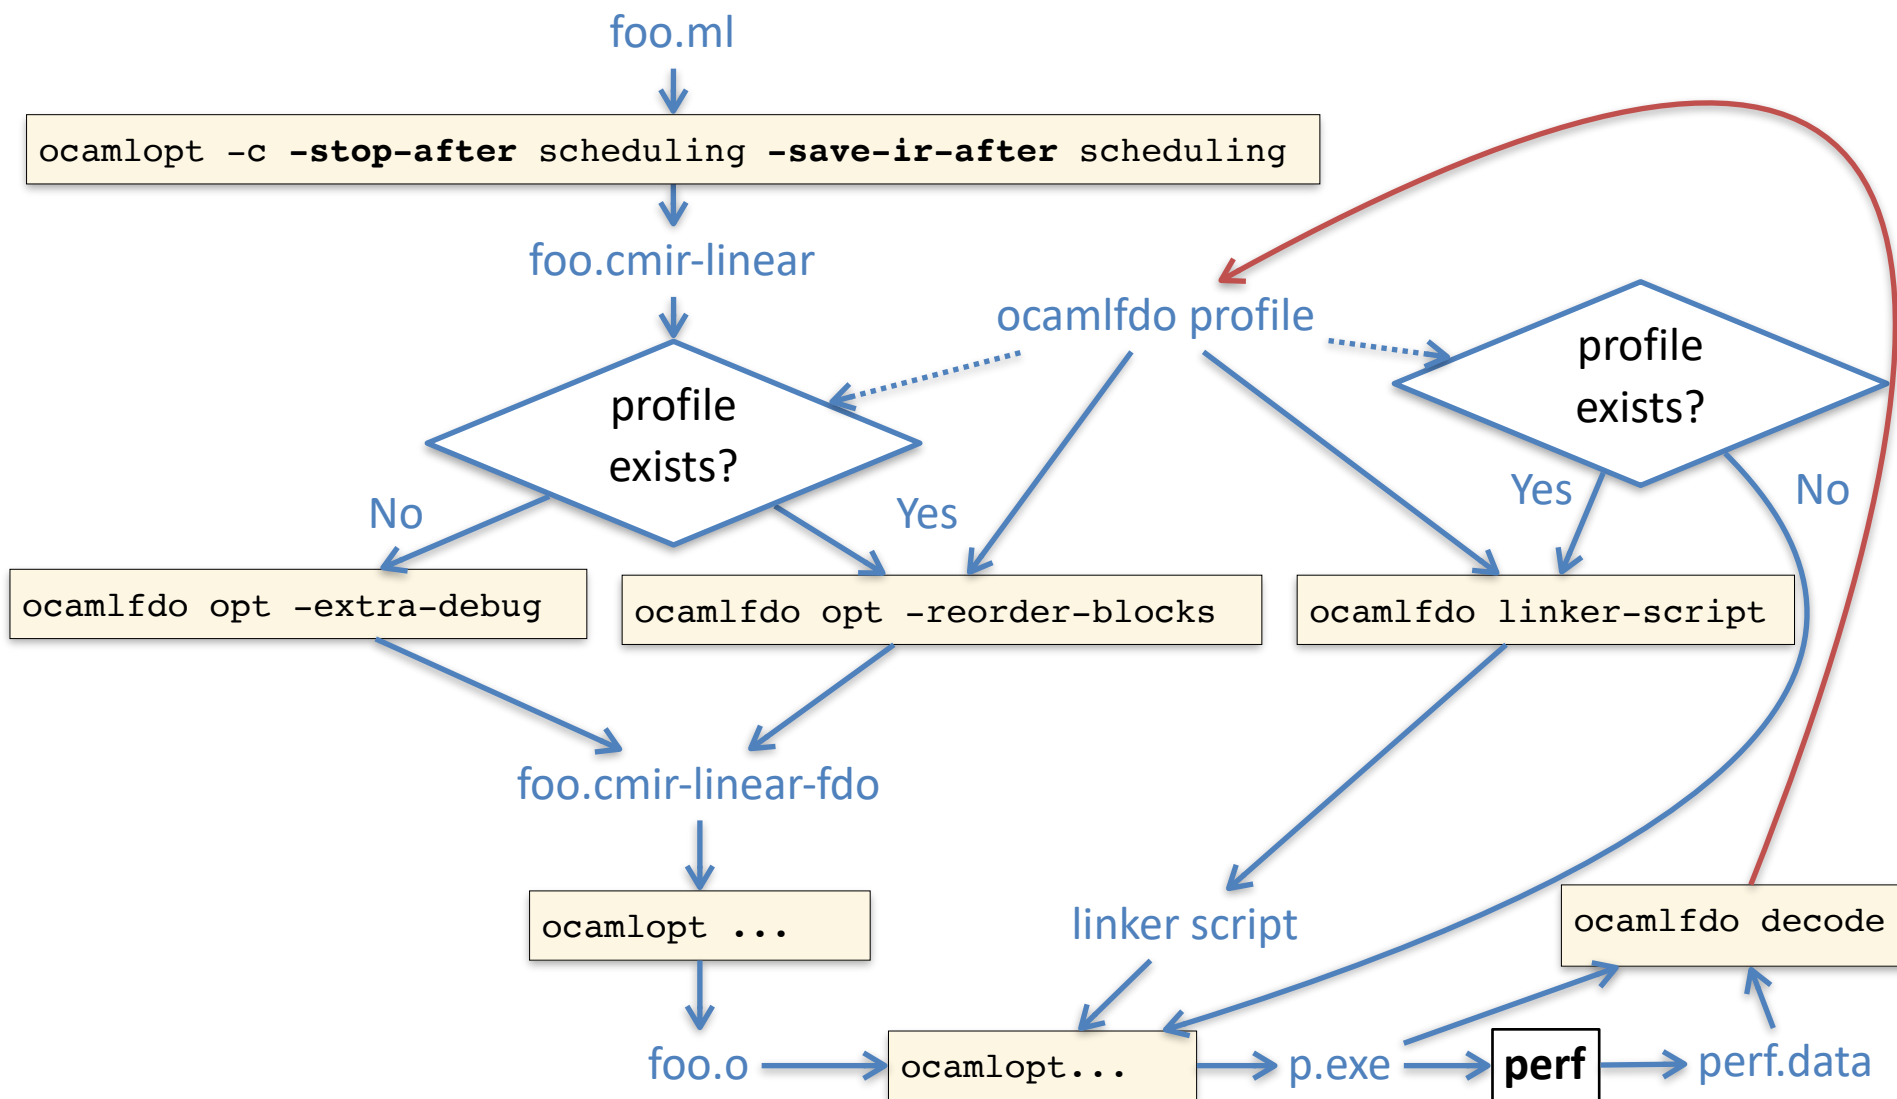 foo.ml
ocamlopt -c -stop-after scheduling -save-ir-after scheduling
foo.cmir-linear
ocamlfdo profile
profile
exists?
profile
exists?
No
Yes
Yes
No
ocamlfdo opt -extra-debug
ocamlfdo opt -reorder-blocks
ocamlfdo linker-script
foo.cmir-linear-fdo
ocamlopt ...
linker script
ocamlfdo decode
foo.o
ocamlopt...
p.exe
perf
perf.data